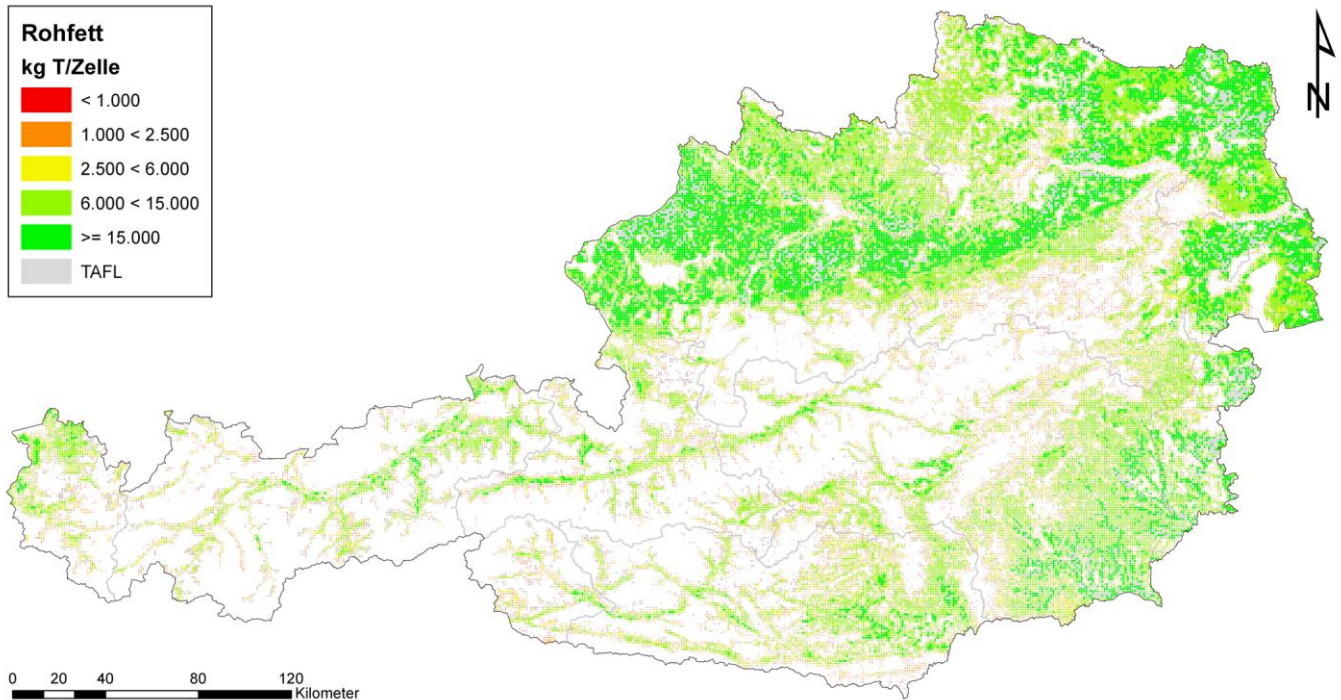 Rohfett
kg T/Zelle
< 1.000
1.000 < 2.500
2.500 < 6.000
6.000 < 15.000
>= 15.000
TAFL
N
0 20 40 80 120
Kilometer